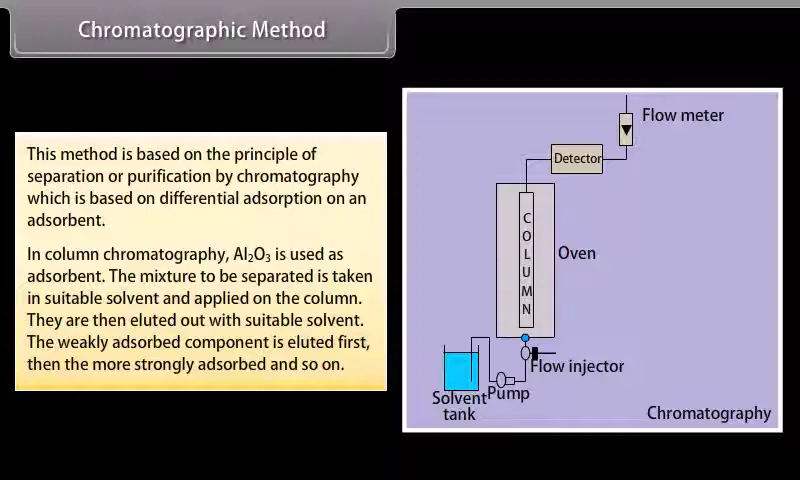 Chromatographic Method
This method is based on the principle of
separation or purification by chromatography
which is based on differential adsorption on an
adsorbent.
In column chromatography, Al₂O₃ is used as
adsorbent. The mixture to be separated is taken
in suitable solvent and applied on the column.
They are then eluted out with suitable solvent.
The weakly adsorbed component is eluted first,
then the more strongly adsorbed and so on.
Flow meter
Detector
COLUMN
Oven
Flow injector
Pump
Solvent
tank
Chromatography